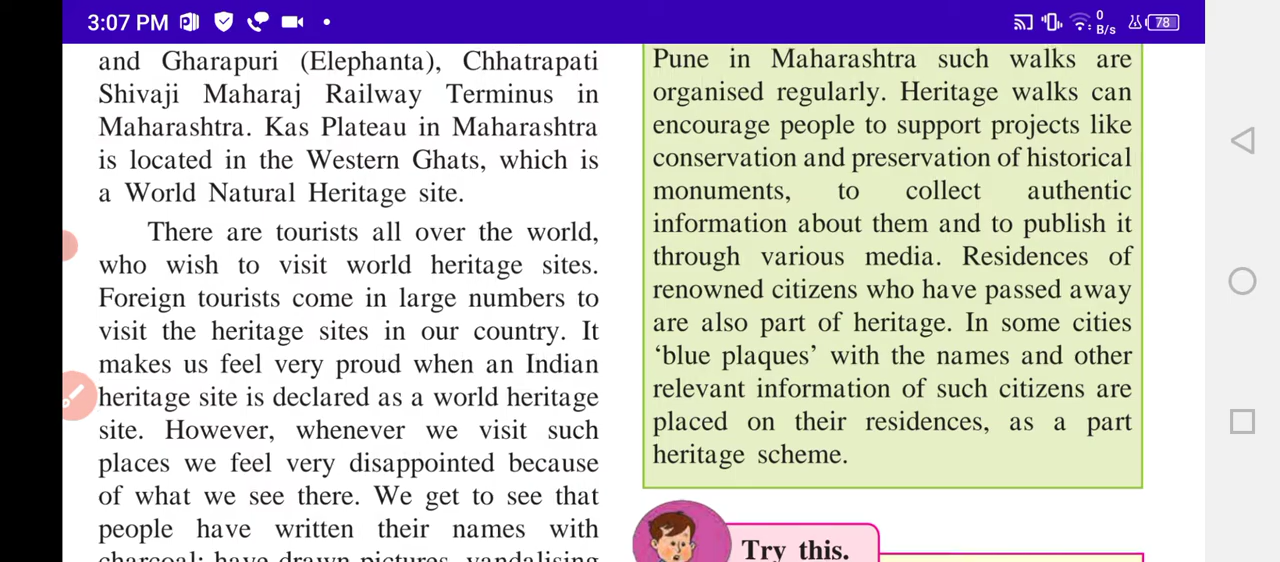 3:07 PM
0
B/s
78
and Gharapuri (Elephanta), Chhatrapati
Shivaji Maharaj Railway Terminus in
Maharashtra. Kas Plateau in Maharashtra
is located in the Western Ghats, which is
a World Natural Heritage site.
There are tourists all over the world,
who wish to visit world heritage sites.
Foreign tourists come in large numbers to
visit the heritage sites in our country. It
makes us feel very proud when an Indian
heritage site is declared as a world heritage
site. However, whenever we visit such
places we feel very disappointed because
of what we see there. We get to see that
people have written their names with
charcoal; have drawn pictures, vandalising
Pune in Maharashtra such walks are
organised regularly. Heritage walks can
encourage people to support projects like
conservation and preservation of historical
monuments, to collect authentic
information about them and to publish it
through various media. Residences of
renowned citizens who have passed away
are also part of heritage. In some cities
‘blue plaques’ with the names and other
relevant information of such citizens are
placed on their residences, as a part
heritage scheme.
Try this.